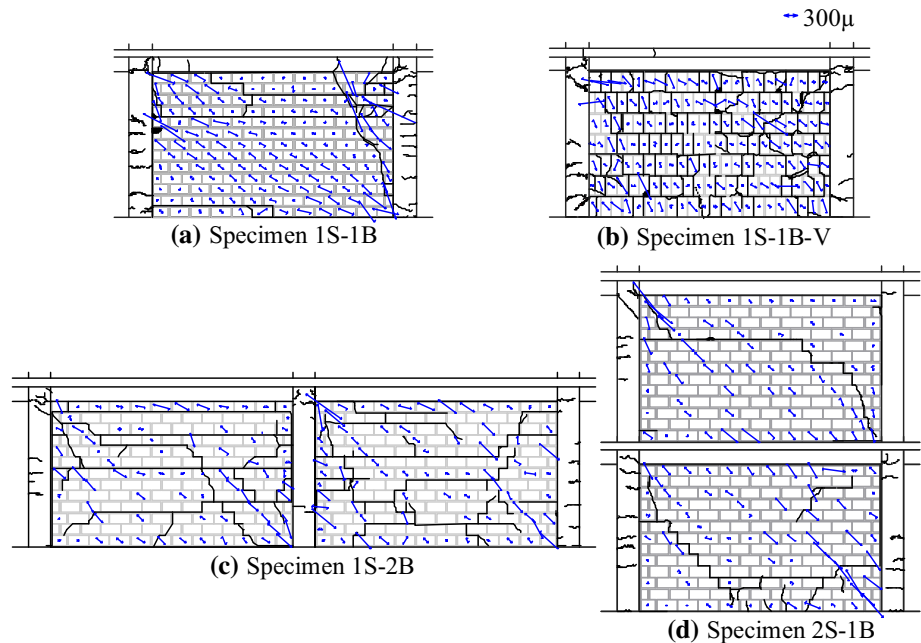 300μ
(a) Specimen 1S-1B
(b) Specimen 1S-1B-V
(c) Specimen 1S-2B
(d) Specimen 2S-1B